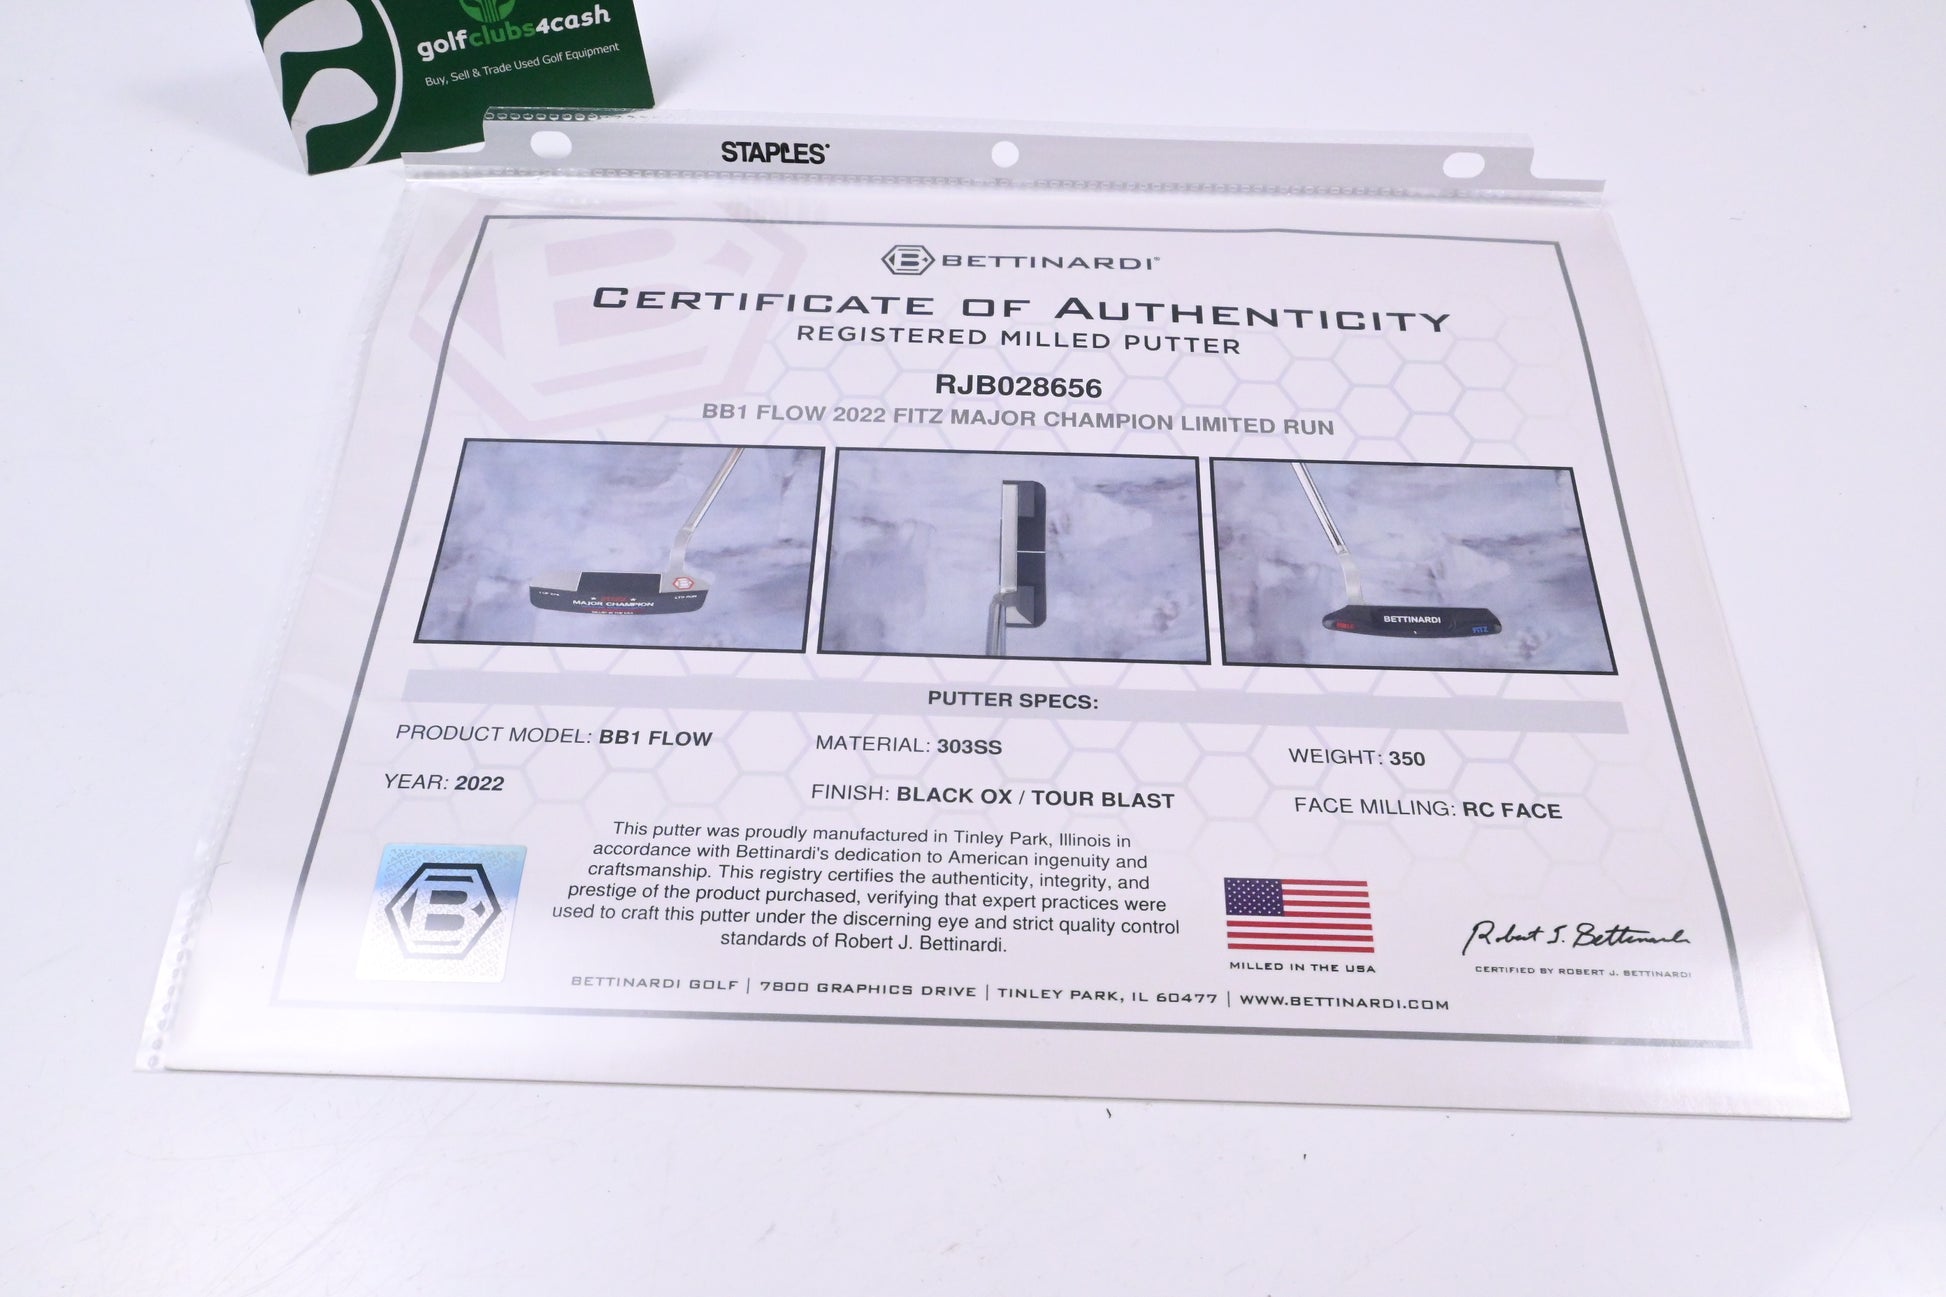 golfclubs4cash
Buy, Sell & Trade Used Golf Equipment
STAPLES
BETTINARDI®
CERTIFICATE OF AUTHENTICITY
REGISTERED MILLED PUTTER
RJB028656
BB1 FLOW 2022 FITZ MAJOR CHAMPION LIMITED RUN
MAJOR CHAMPION
BETTINARDI
FITZ
PUTTER SPECS:
PRODUCT MODEL: BB1 FLOW
MATERIAL: 303SS
WEIGHT: 350
YEAR: 2022
FINISH: BLACK OX / TOUR BLAST
FACE MILLING: RC FACE
This putter was proudly manufactured in Tinley Park, Illinois in
accordance with Bettinardi's dedication to American ingenuity and
craftsmanship. This registry certifies the authenticity, integrity, and
prestige of the product purchased, verifying that expert practices were
used to craft this putter under the discerning eye and strict quality control
standards of Robert J. Bettinardi.
MILLED IN THE USA
Robert J. Bettinardi
CERTIFIED BY ROBERT J. BETTINARDI
BETTINARDI GOLF | 7800 GRAPHICS DRIVE | TINLEY PARK, IL 60477 | WWW.BETTINARDI.COM